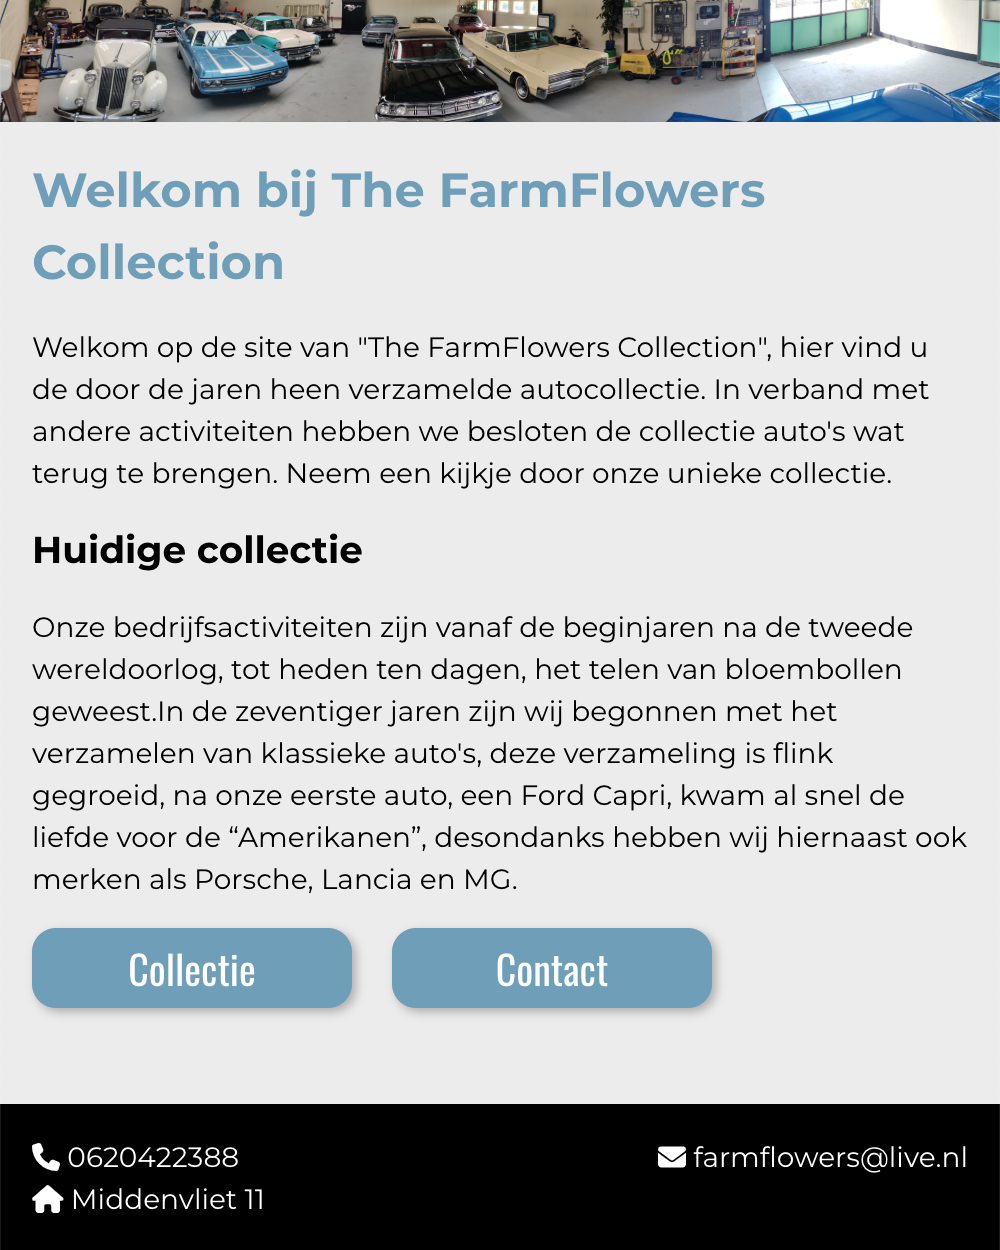 Welkom bij The FarmFlowers
Collection
Welkom op de site van "The FarmFlowers Collection", hier vind u
de door de jaren heen verzamelde autocollectie. In verband met
andere activiteiten hebben we besloten de collectie auto's wat
terug te brengen. Neem een kijkje door onze unieke collectie.
Huidige collectie
Onze bedrijfsactiviteiten zijn vanaf de beginjaren na de tweede
wereldoorlog, tot heden ten dagen, het telen van bloembollen
geweest.In de zeventiger jaren zijn wij begonnen met het
verzamelen van klassieke auto's, deze verzameling is flink
gegroeid, na onze eerste auto, een Ford Capri, kwam al snel de
liefde voor de “Amerikanen”, desondanks hebben wij hiernaast ook
merken als Porsche, Lancia en MG.
Collectie Contact
0620422388 farmflowers@live.nl
Middenvliet 11